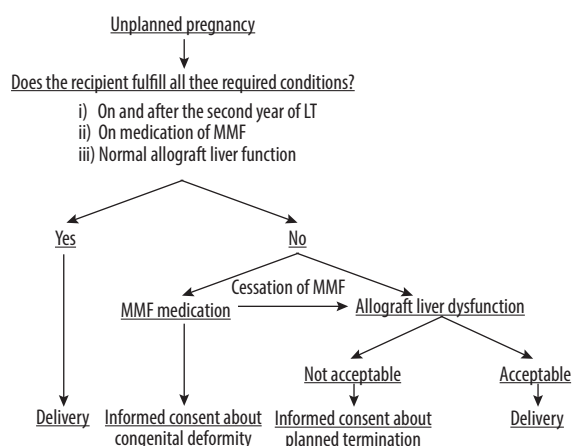 Unplanned pregnancy
Does the recipient fulfill all thee required conditions?
i) On and after the second year of LT
ii) On medication of MMF
iii) Normal allograft liver function
Yes
No
Cessation of MMF
MMF medication
Allograft liver dysfunction
Not acceptable
Acceptable
Delivery
Informed consent about
congenital deformity
Informed consent about
planned termination
Delivery